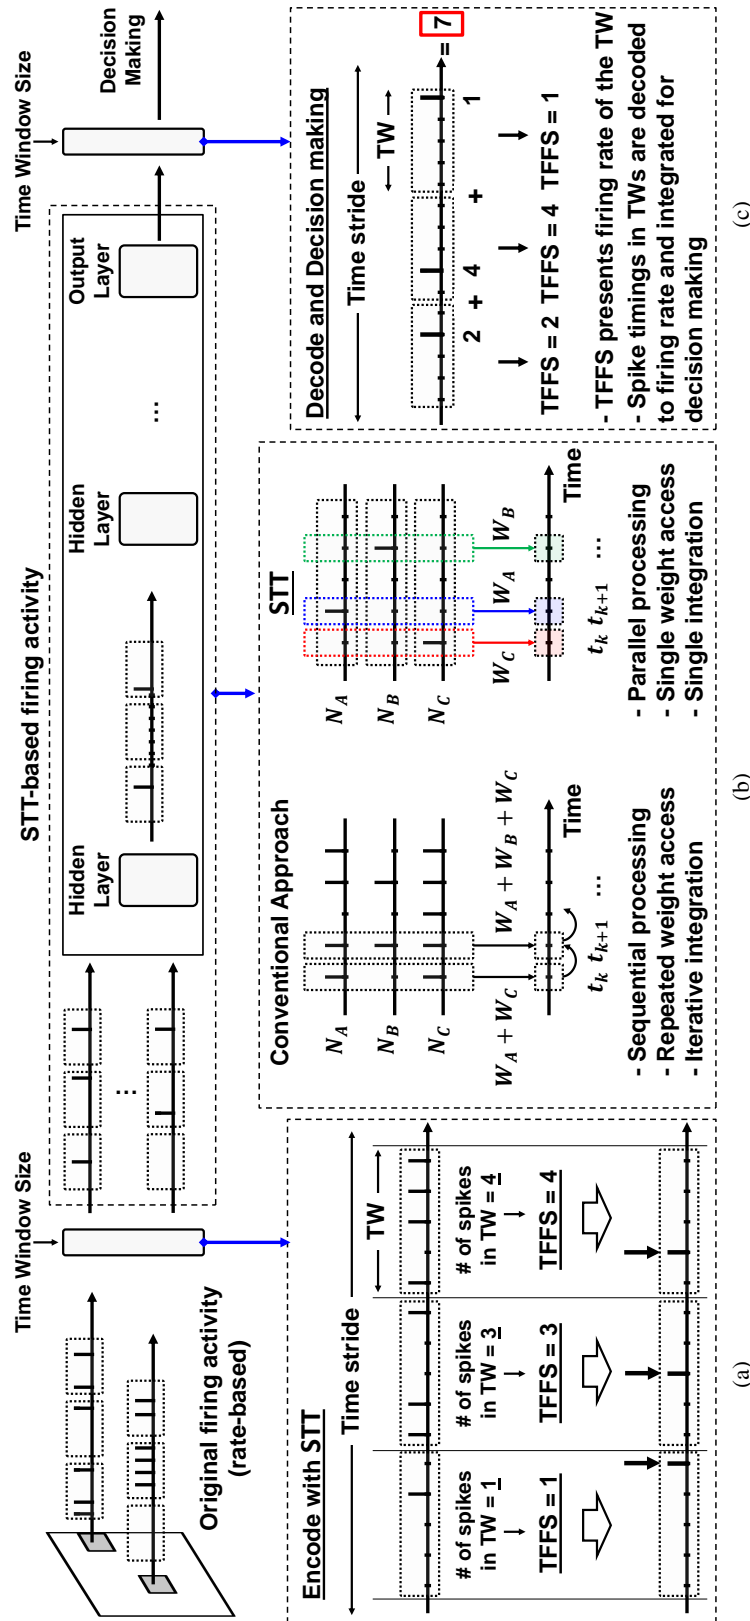 Time Window Size
Original firing activity
(rate-based)
...
STT-based firing activity
Hidden
Layer
Hidden
Layer
...
Output
Layer
Time Window Size
Decision
Making
Encode with STT
Time stride
TW
# of spikes
in TW = 1
TFFS = 1
# of spikes
in TW = 3
TFFS = 3
# of spikes
in TW = 4
TFFS = 4
(a)
Conventional Approach
N_A
N_B
N_C
W_A + W_C
W_A + W_B + W_C
t_k t_{k+1} ...
Time
- Sequential processing
- Repeated weight access
- Iterative integration
STT
N_A
N_B
N_C
W_C
W_A
W_B
t_k t_{k+1} ...
Time
- Parallel processing
- Single weight access
- Single integration
(b)
Decode and Decision making
Time stride
TW
2 + 4 + 1 = 7
TFFS = 2 TFFS = 4 TFFS = 1
- TFFS presents firing rate of the TW
- Spike timings in TWs are decoded
to firing rate and integrated for
decision making
(c)